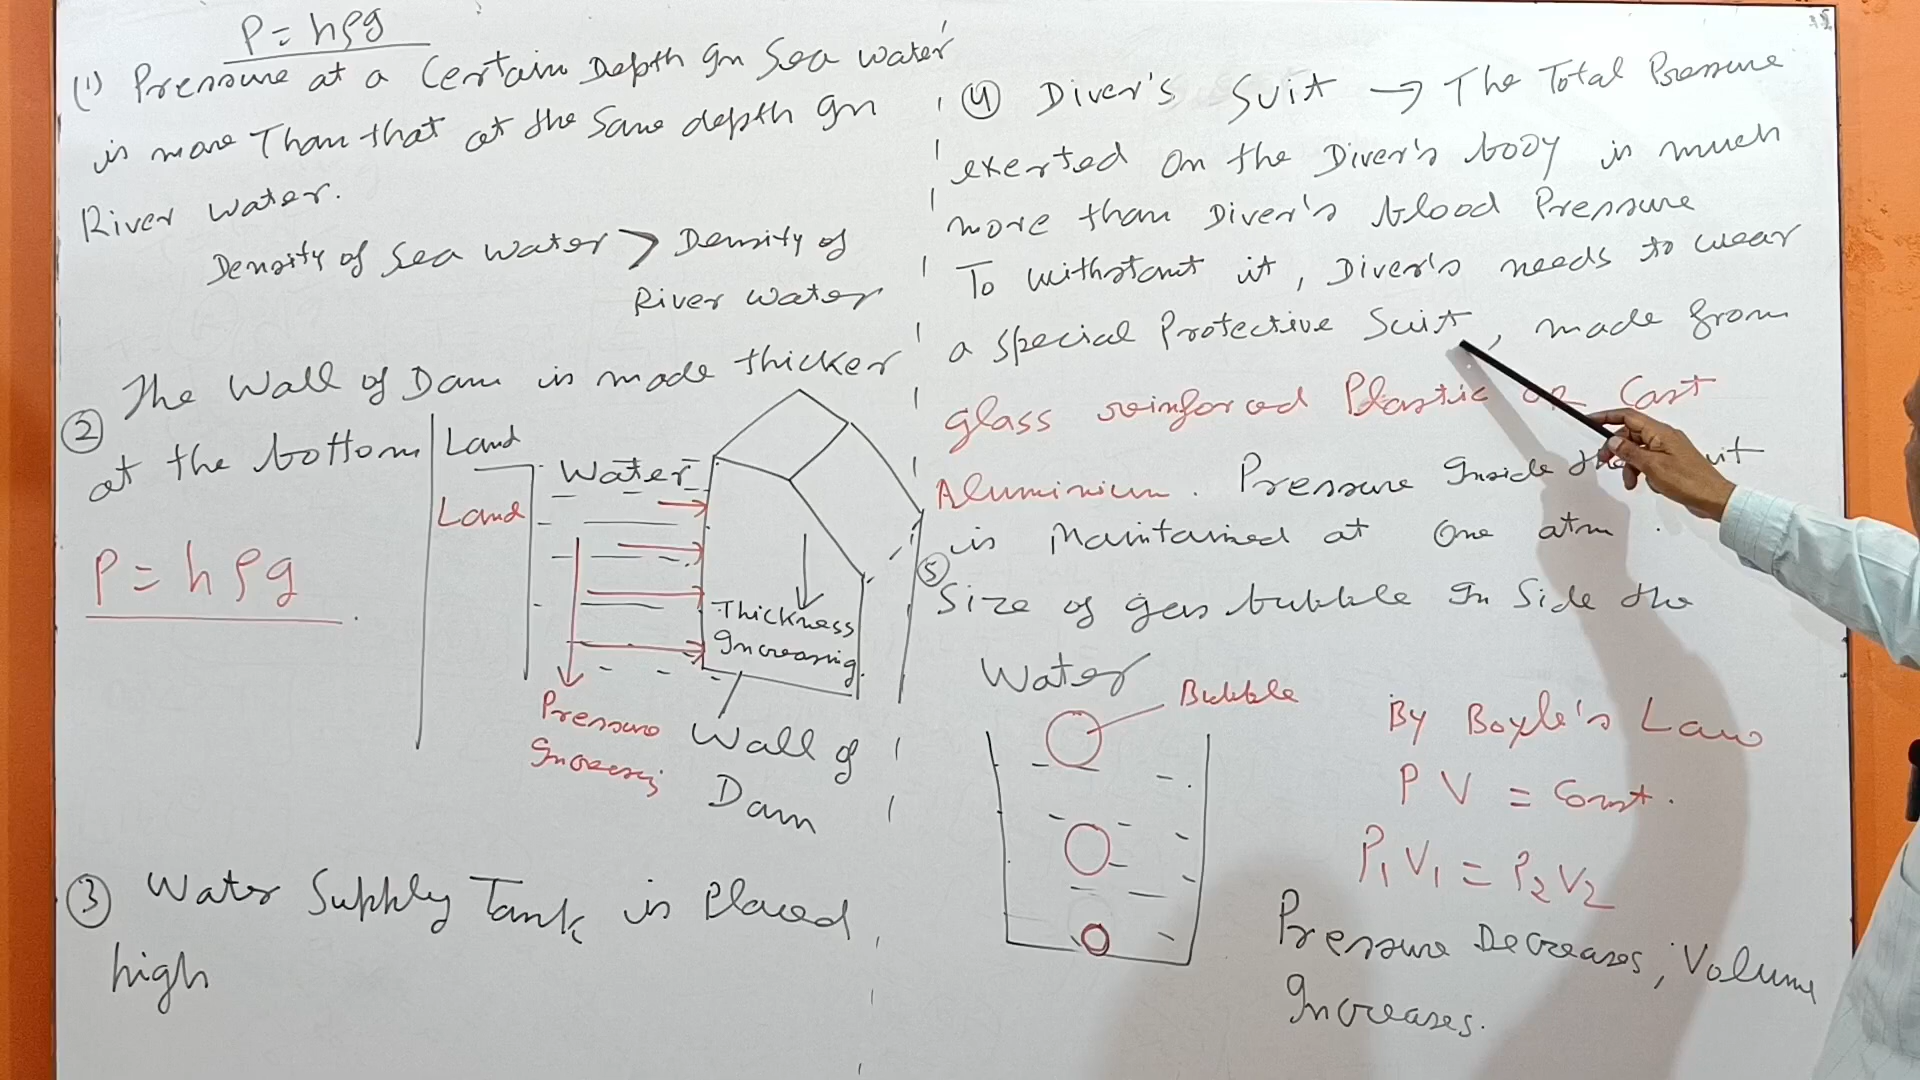 P = hρg
(1) Pressure at a Certain Depth In Sea water
is more Than that at the Same depth In
River water.
Density of Sea water > Density of
River water
② The Wall of Dam is made thicker
at the bottom
Land
Land
Water
P = hρg
Thickness
Increasing
Pressure
Wall of
Dam
③ Water Supply Tank is Placed
high
④ Diver's Suit → The Total Pressure
exerted on the Diver's body is much
more than Diver's blood Pressure
To withstant it, Diver's needs to wear
a special Protective Suit, made from
glass reinforced Plastic or Cast
Aluminium. Pressure Inside the
is Maintained at One atm.
⑤ Size of gas bubble In Side the
Water
Bubble
By Boyle's Law
PV = Const.
P₁V₁ = P₂V₂
Pressure Decreases, Volume
Increases.